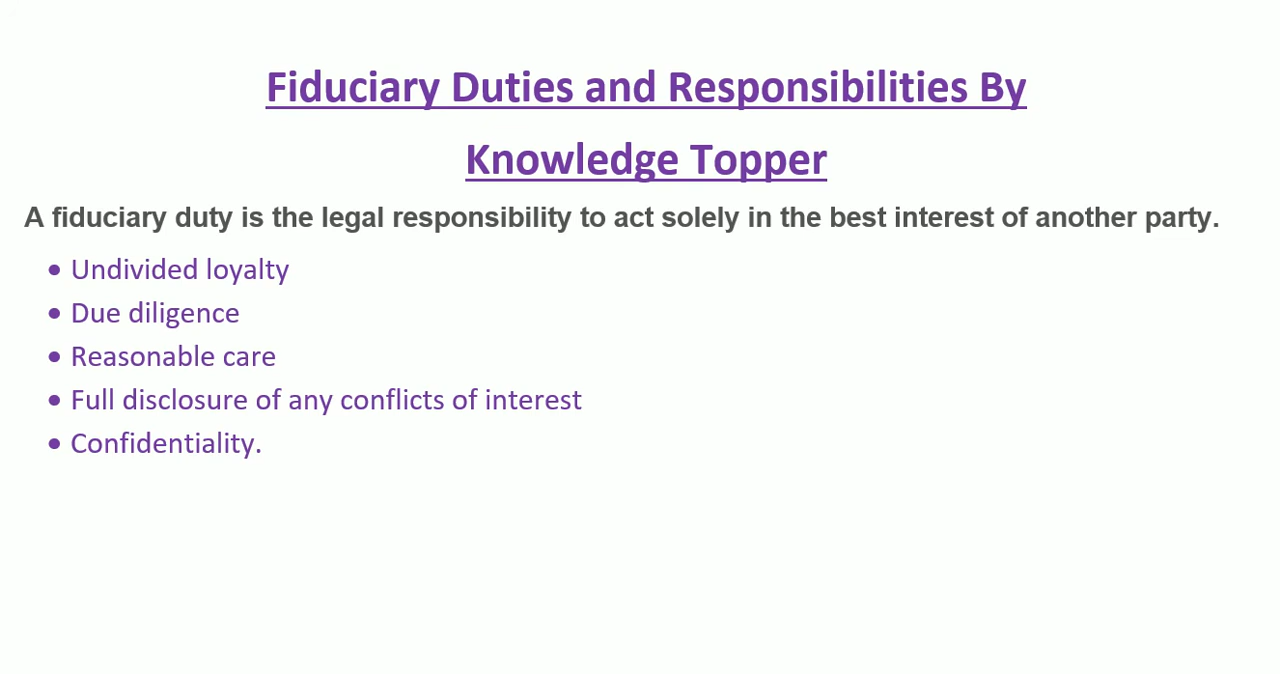 Fiduciary Duties and Responsibilities By
Knowledge Topper
A fiduciary duty is the legal responsibility to act solely in the best interest of another party.
• Undivided loyalty
• Due diligence
• Reasonable care
• Full disclosure of any conflicts of interest
• Confidentiality.